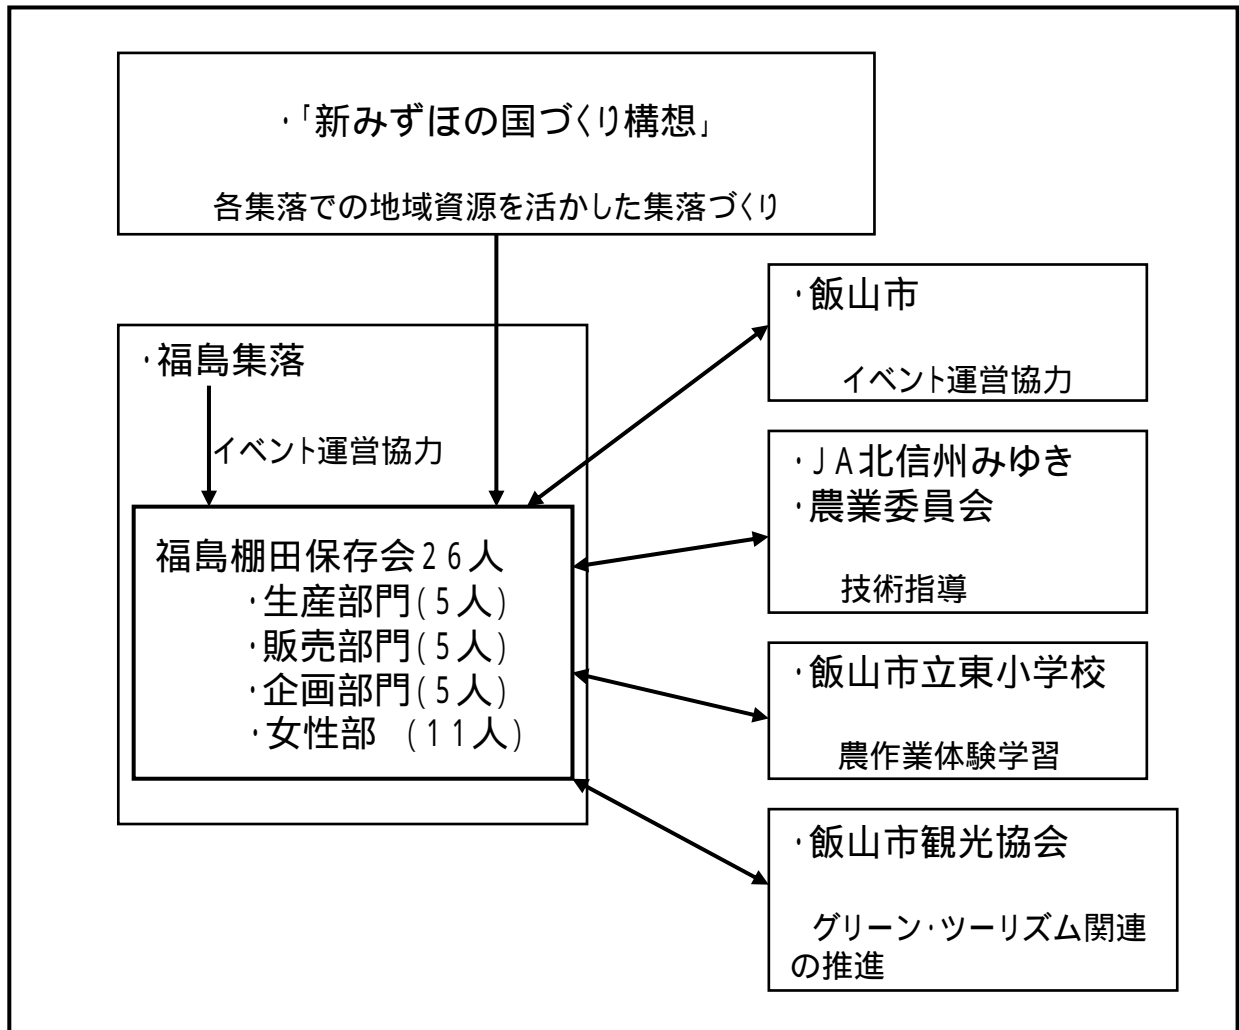 ・「新みずほの国づくり構想」
各集落での地域資源を活かした集落づくり
・福島集落
イベント運営協力
福島棚田保存会26人
・生産部門(5人)
・販売部門(5人)
・企画部門(5人)
・女性部 (11人)
・飯山市
イベント運営協力
・JA北信州みゆき
・農業委員会
技術指導
・飯山市立東小学校
農作業体験学習
・飯山市観光協会
グリーン・ツーリズム関連
の推進